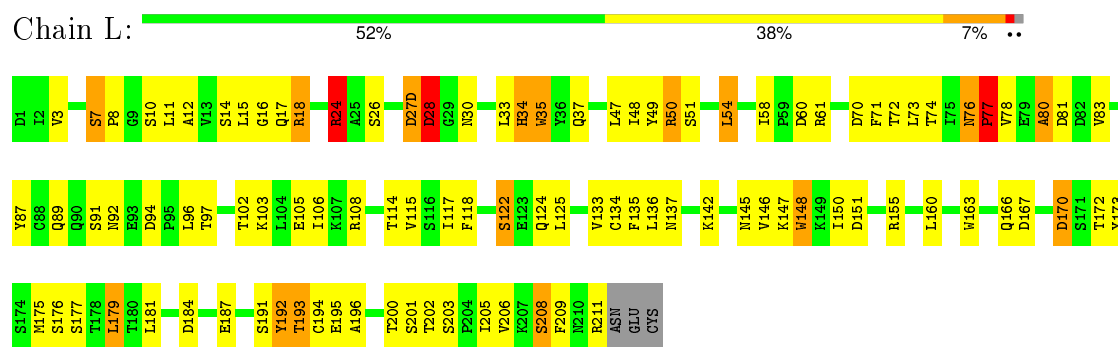 Chain L:
52% 38% 7% ••
D1 I2 V3 S7 P8 G9 S10 L11 A12 V13 S14 L15 G16 Q17 R18 R24 A25 S26 D27D D28 G29 N30 L33 H34 W35 Y36 Q37 L47 I48 Y49 R50 S51 L54 I58 P59 D60 R61 D70 F71 T72 L73 T74 I75 N76 P77 V78 E79 A80 D81 D82 V83
Y87 C88 Q89 Q90 S91 N92 E93 D94 P95 L96 T97 T102 K103 L104 E105 I106 K107 R108 T114 V115 S116 I117 F118 S122 E123 Q124 L125 V133 C134 F135 L136 N137 K142 N145 V146 K147 W148 K149 I150 D151 R155 L160 W163 Q166 D167 D170 S171 T172 Y173
S174 M175 S176 S177 T178 L179 T180 L181 D184 E187 S191 Y192 T193 C194 E195 A196 T200 S201 T202 S203 P204 I205 V206 K207 S208 F209 N210 R211 ASN GLU CYS